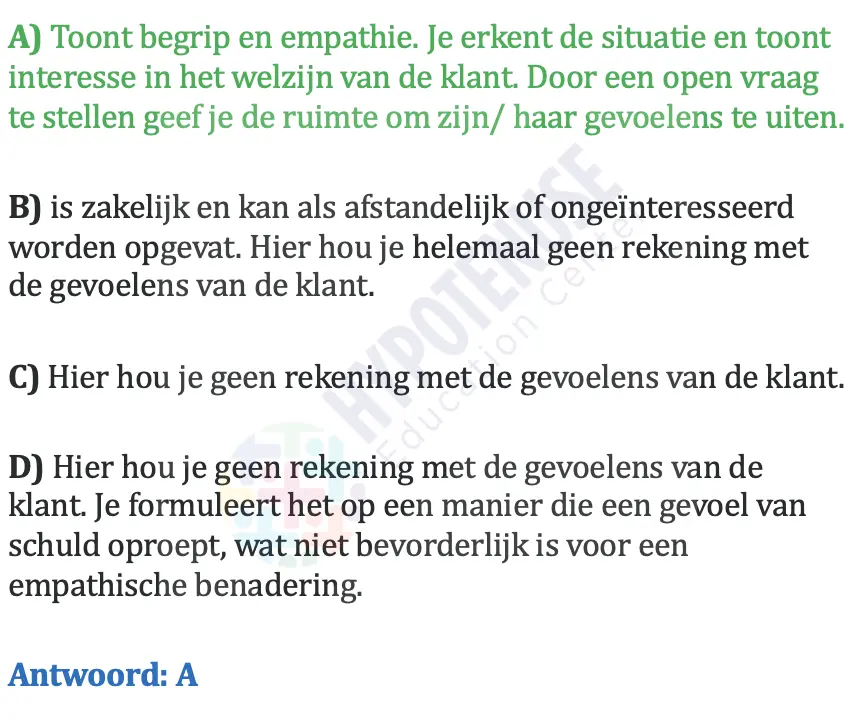 A) Toont begrip en empathie. Je erkent de situatie en toont
interesse in het welzijn van de klant. Door een open vraag
te stellen geef je de ruimte om zijn/ haar gevoelens te uiten.
B) is zakelijk en kan als afstandelijk of ongeïnteresseerd
worden opgevat. Hier hou je helemaal geen rekening met
de gevoelens van de klant.
C) Hier hou je geen rekening met de gevoelens van de klant.
D) Hier hou je geen rekening met de gevoelens van de
klant. Je formuleert het op een manier die een gevoel van
schuld oproept, wat niet bevorderlijk is voor een
empathische benadering.
Antwoord: A
HYPOTENUSE
Education Center